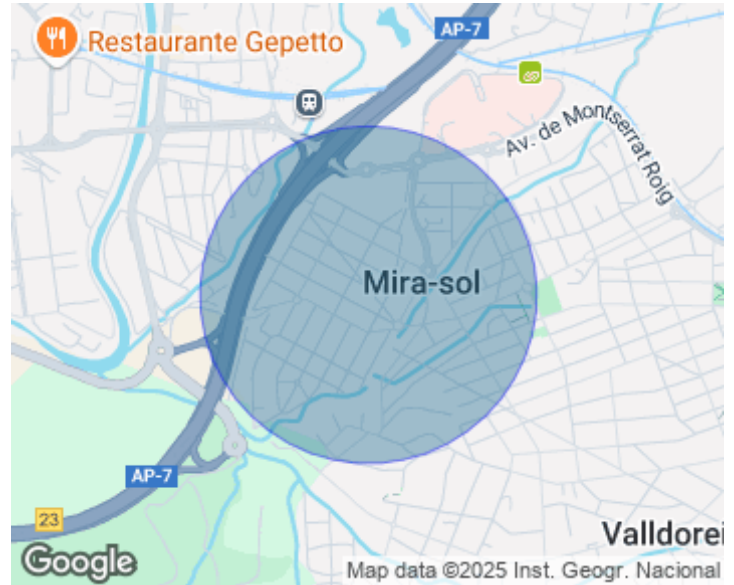 AP-7
Restaurante Gepetto
Av. de Montserrat Roig
Mira-sol
AP-7
23
Valldorei
Google
Map data ©2025 Inst. Geogr. Nacional